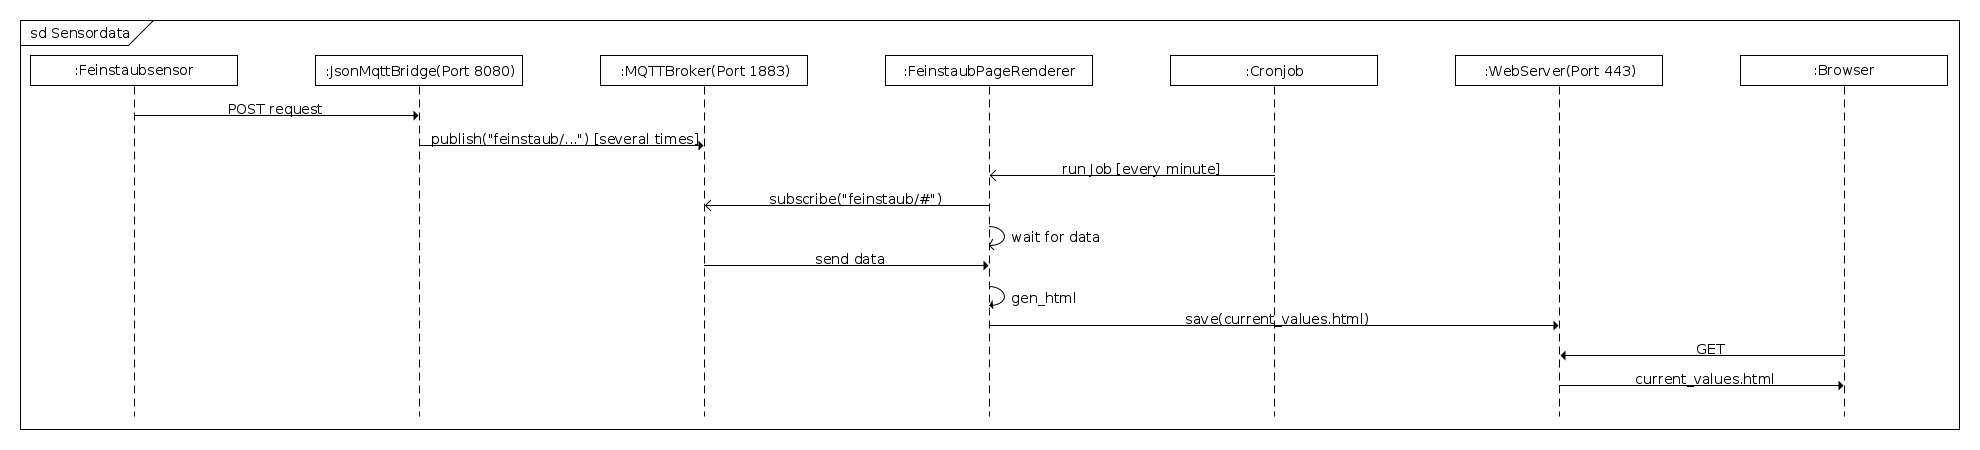 sd Sensordata
:Feinstaubsensor
:JsonMqttBridge(Port 8080)
:MQTTBroker(Port 1883)
:FeinstaubPageRenderer
:Cronjob
:WebServer(Port 443)
:Browser
POST request
publish("feinstaub/...") [several times]
run Job [every minute]
subscribe("feinstaub/#")
wait for data
send data
gen_html
save(current_values.html)
GET
current_values.html